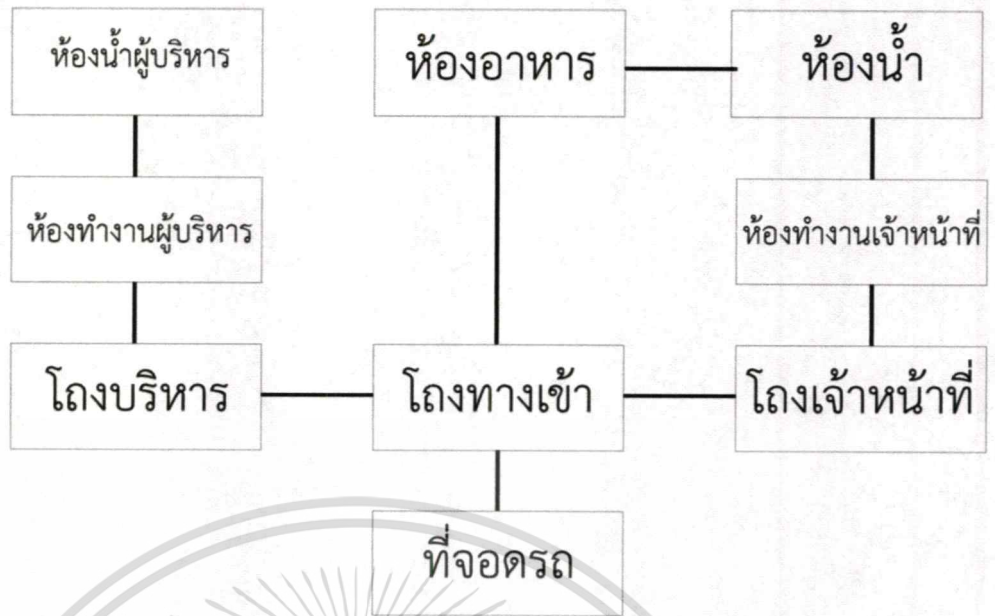 ห้องน้ำผู้บริหาร
ห้องอาหาร
ห้องน้ำ
ห้องทำงานผู้บริหาร
ห้องทำงานเจ้าหน้าที่
โถงบริหาร
โถงทางเข้า
โถงเจ้าหน้าที่
ที่จอดรถ